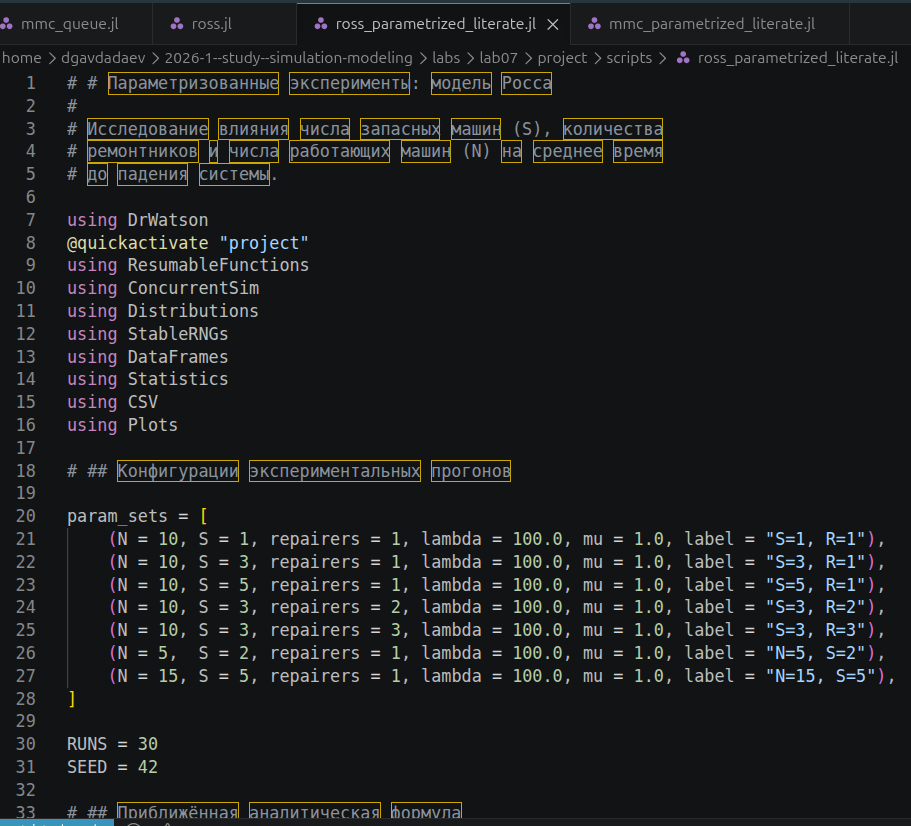 mmc_queue.jl ross.jl ross_parametrized_literate.jl mmc_parametrized_literate.jl
home > dgavdadaev > 2026-1--study--simulation-modeling > labs > lab07 > project > scripts > ross_parametrized_literate.jl
1 # # Параметризованные эксперименты: модель Росса
2 #
3 # Исследование влияния числа запасных машин (S), количества
4 # ремонтников и числа работающих машин (N) на среднее время
5 # до падения системы.
6
7 using DrWatson
8 @quickactivate "project"
9 using ResumableFunctions
10 using ConcurrentSim
11 using Distributions
12 using StableRNGs
13 using DataFrames
14 using Statistics
15 using CSV
16 using Plots
17
18 # ## Конфигурации экспериментальных прогонов
19
20 param_sets = [
21 (N = 10, S = 1, repairers = 1, lambda = 100.0, mu = 1.0, label = "S=1, R=1"),
22 (N = 10, S = 3, repairers = 1, lambda = 100.0, mu = 1.0, label = "S=3, R=1"),
23 (N = 10, S = 5, repairers = 1, lambda = 100.0, mu = 1.0, label = "S=5, R=1"),
24 (N = 10, S = 3, repairers = 2, lambda = 100.0, mu = 1.0, label = "S=3, R=2"),
25 (N = 10, S = 3, repairers = 3, lambda = 100.0, mu = 1.0, label = "S=3, R=3"),
26 (N = 5,  S = 2, repairers = 1, lambda = 100.0, mu = 1.0, label = "N=5, S=2"),
27 (N = 15, S = 5, repairers = 1, lambda = 100.0, mu = 1.0, label = "N=15, S=5"),
28 ]
29
30 RUNS = 30
31 SEED = 42
32
33 # ## Приближённая аналитическая формула